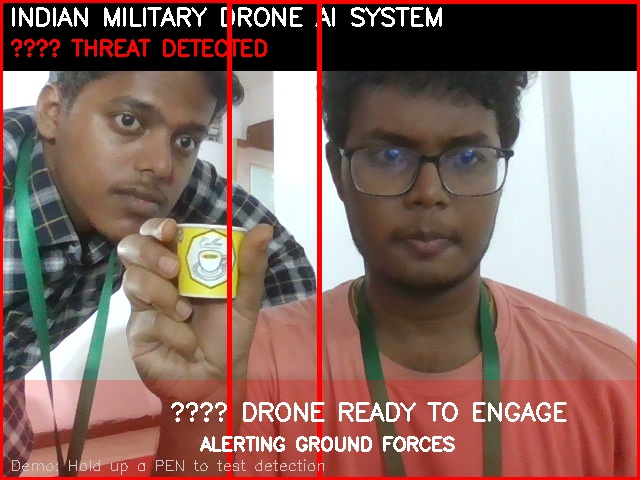 INDIAN MILITARY DRONE AI SYSTEM
???? THREAT DETECTED
Coffee
???? DRONE READY TO ENGAGE
ALERTING GROUND FORCES
Demo: Hold up a PEN to test detection